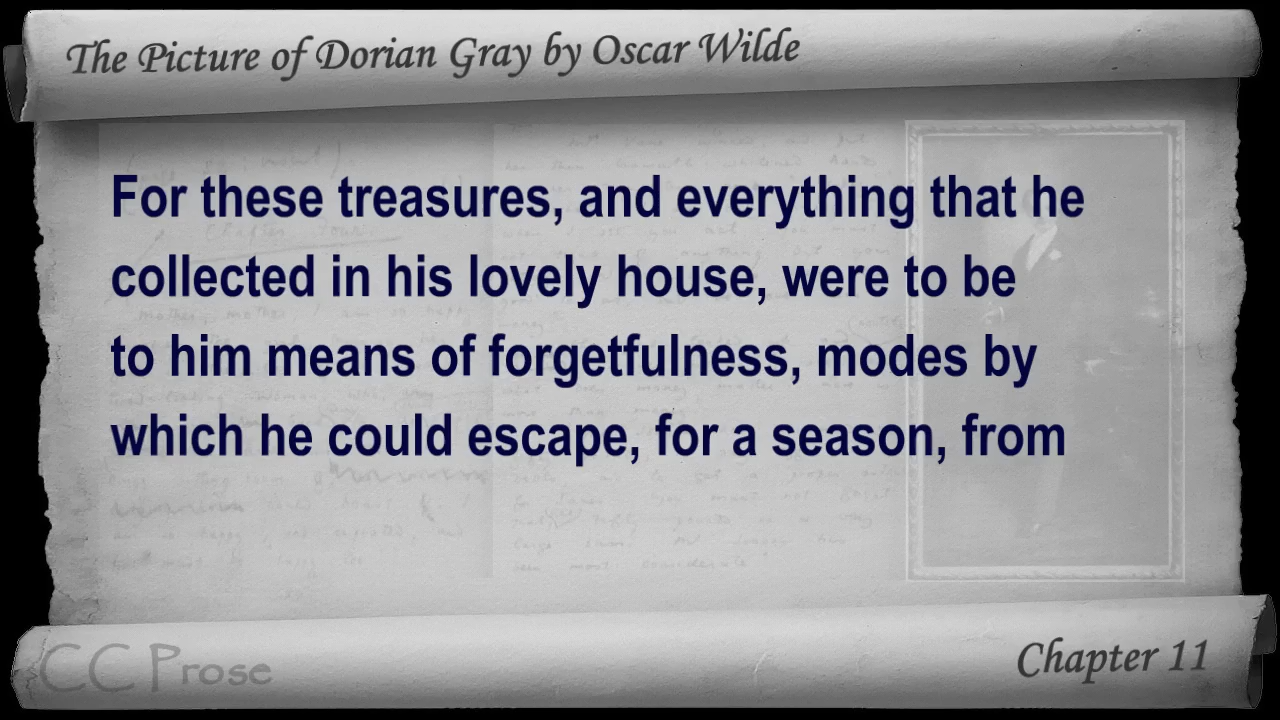 The Picture of Dorian Gray by Oscar Wilde
For these treasures, and everything that he
collected in his lovely house, were to be
to him means of forgetfulness, modes by
which he could escape, for a season, from
CC Prose
Chapter 11